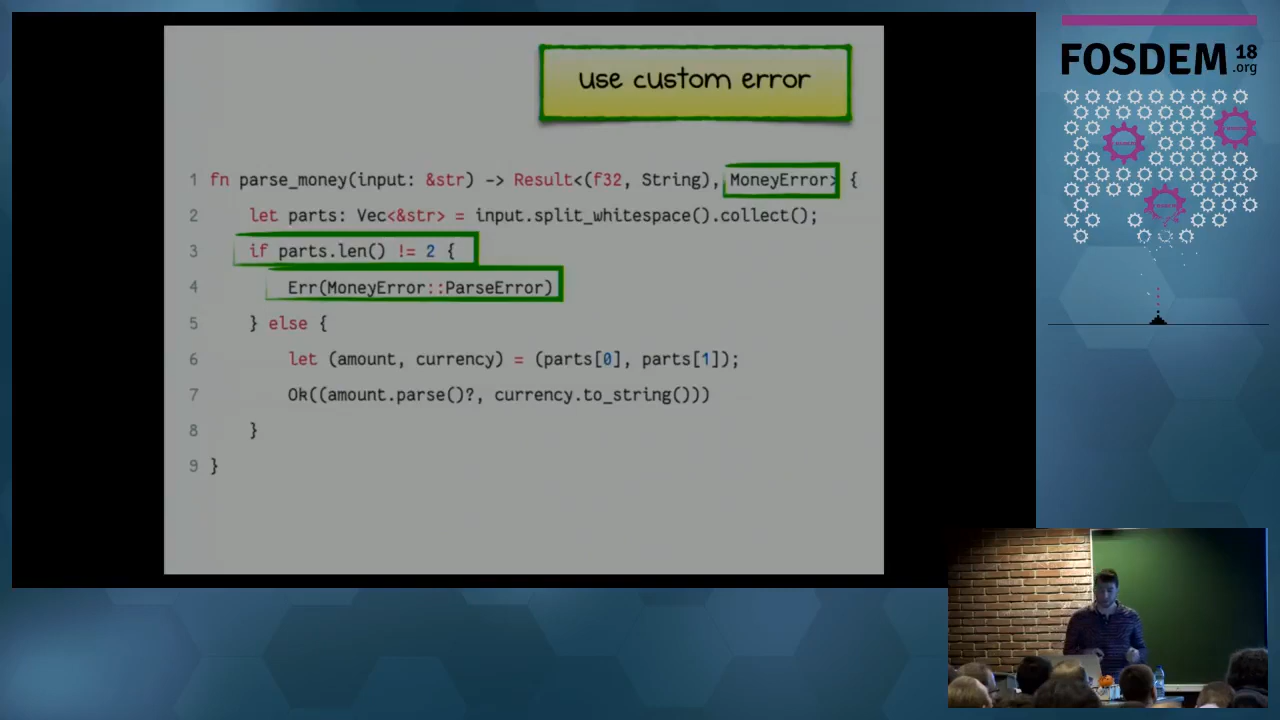 use custom error
1 fn parse_money(input: &str) -> Result<(f32, String), MoneyError> {
2 let parts: Vec<&str> = input.split_whitespace().collect();
3 if parts.len() != 2 {
4 Err(MoneyError::ParseError)
5 } else {
6 let (amount, currency) = (parts[0], parts[1]);
7 Ok((amount.parse()?, currency.to_string()))
8 }
9 }
FOSDEM 18
.org